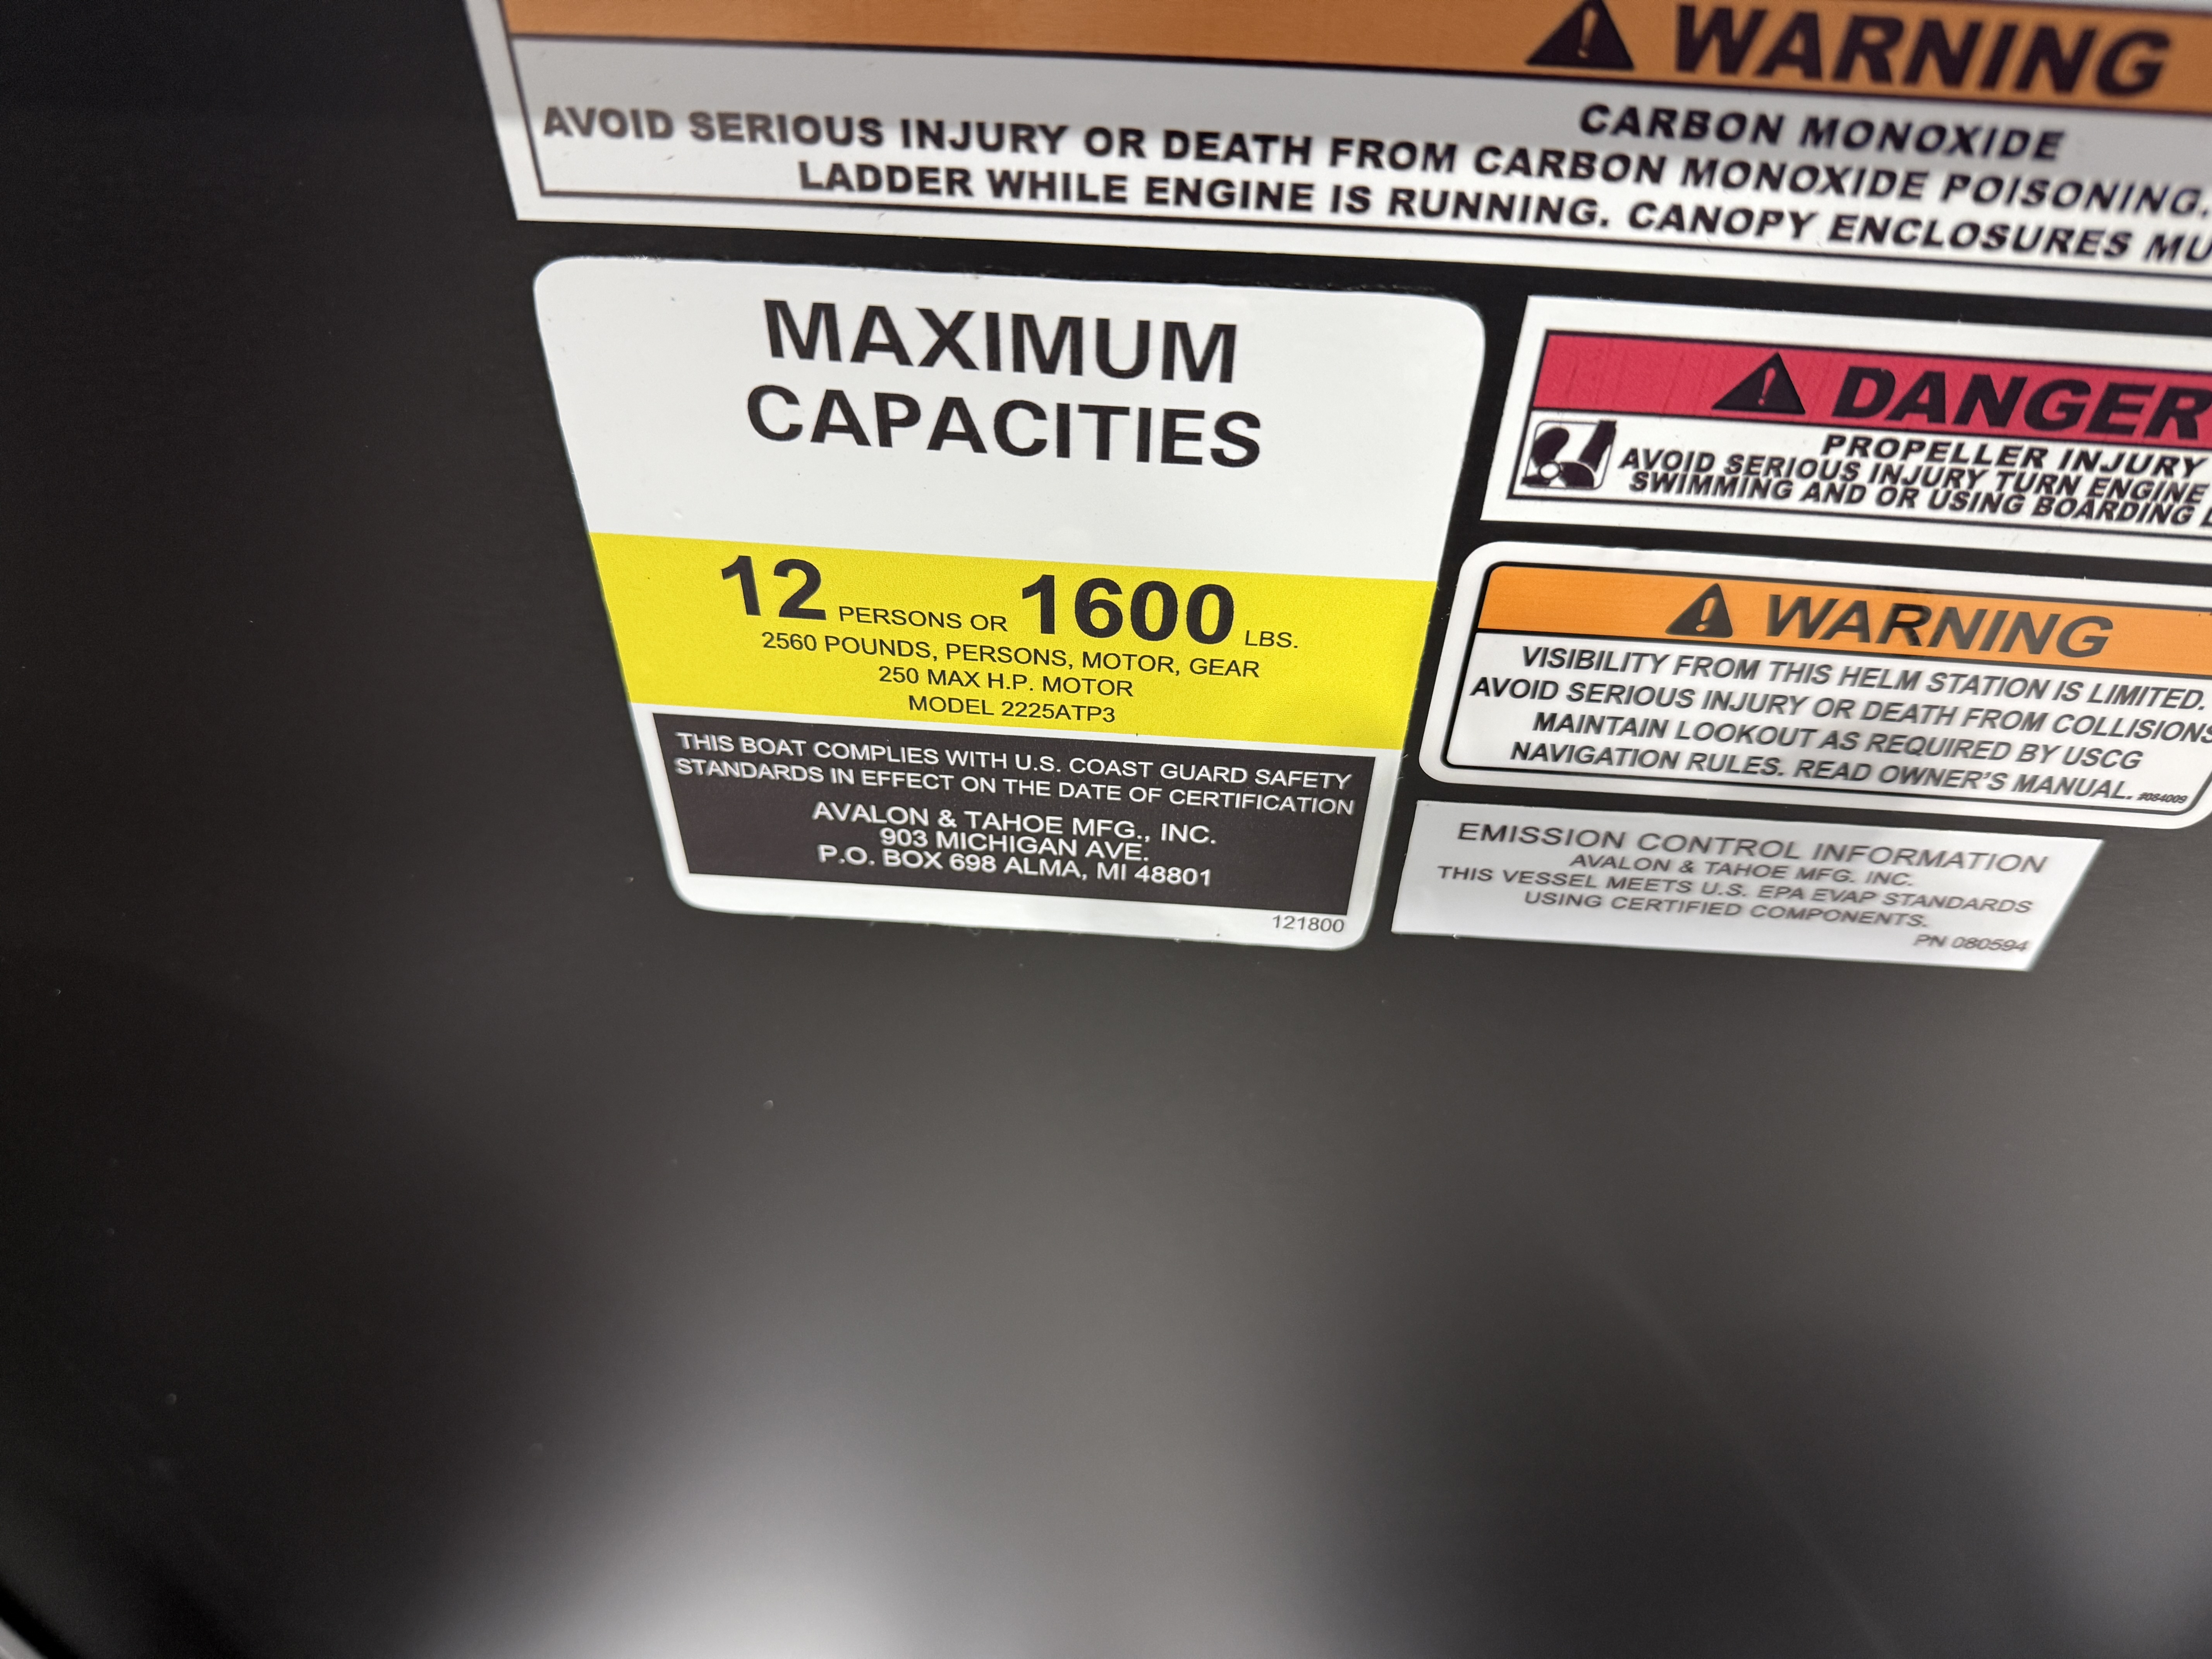 WARNING
CARBON MONOXIDE
AVOID SERIOUS INJURY OR DEATH FROM CARBON MONOXIDE POISONING.
LADDER WHILE ENGINE IS RUNNING. CANOPY ENCLOSURES MU
MAXIMUM
CAPACITIES
12 PERSONS OR 1600 LBS.
2560 POUNDS, PERSONS, MOTOR, GEAR
250 MAX H.P. MOTOR
MODEL 2225ATP3
THIS BOAT COMPLIES WITH U.S. COAST GUARD SAFETY
STANDARDS IN EFFECT ON THE DATE OF CERTIFICATION
AVALON & TAHOE MFG., INC.
903 MICHIGAN AVE.
P.O. BOX 698 ALMA, MI 48801
121800
DANGER
PROPELLER INJURY
AVOID SERIOUS INJURY TURN ENGINE
SWIMMING AND OR USING BOARDING
WARNING
VISIBILITY FROM THIS HELM STATION IS LIMITED.
AVOID SERIOUS INJURY OR DEATH FROM COLLISIONS
MAINTAIN LOOKOUT AS REQUIRED BY USCG
NAVIGATION RULES. READ OWNER'S MANUAL. #084009
EMISSION CONTROL INFORMATION
AVALON & TAHOE MFG. INC.
THIS VESSEL MEETS U.S. EPA EVAP STANDARDS
USING CERTIFIED COMPONENTS.
PN 080594